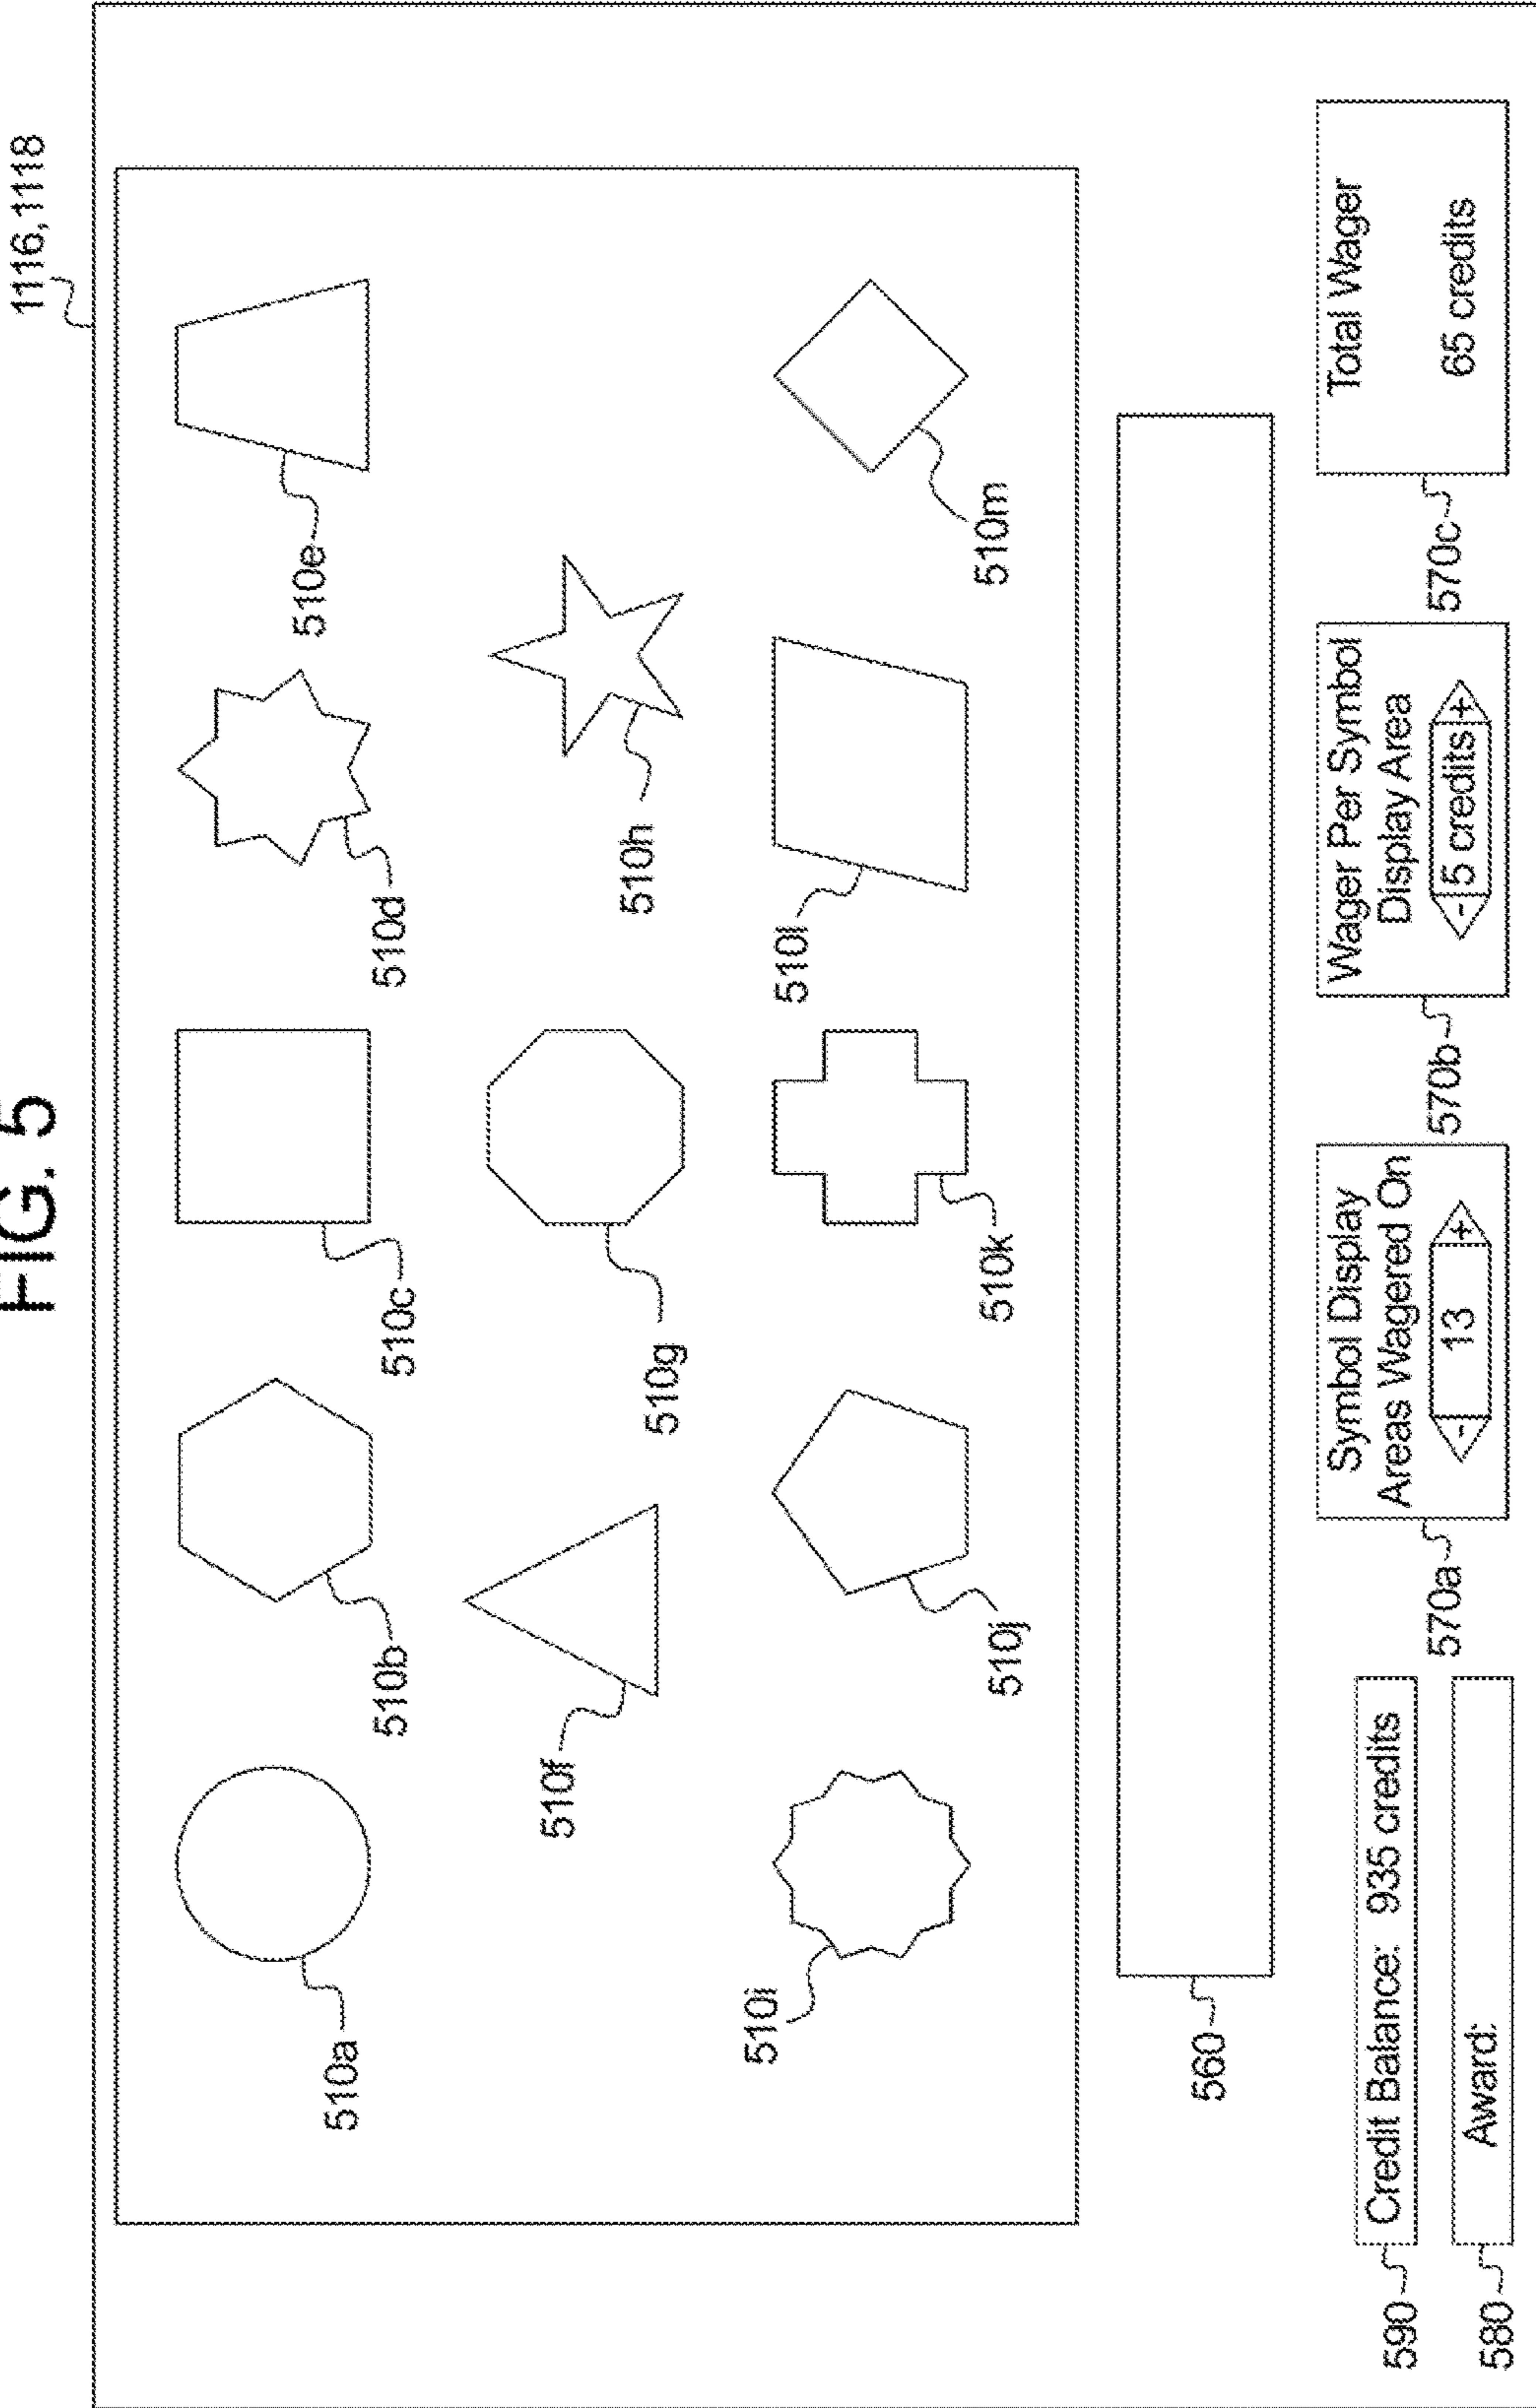 FIG. 5
1116,1118
510a
510b
510c
510d
510e
510f
510g
510h
510i
510j
510k
510l
510m
560
590
Credit Balance: 935 credits
580
Award:
570a
Symbol Display
Areas Wagered On
- 13 +
570b
Wager Per Symbol
Display Area
- 5 credits +
570c
Total Wager
65 credits